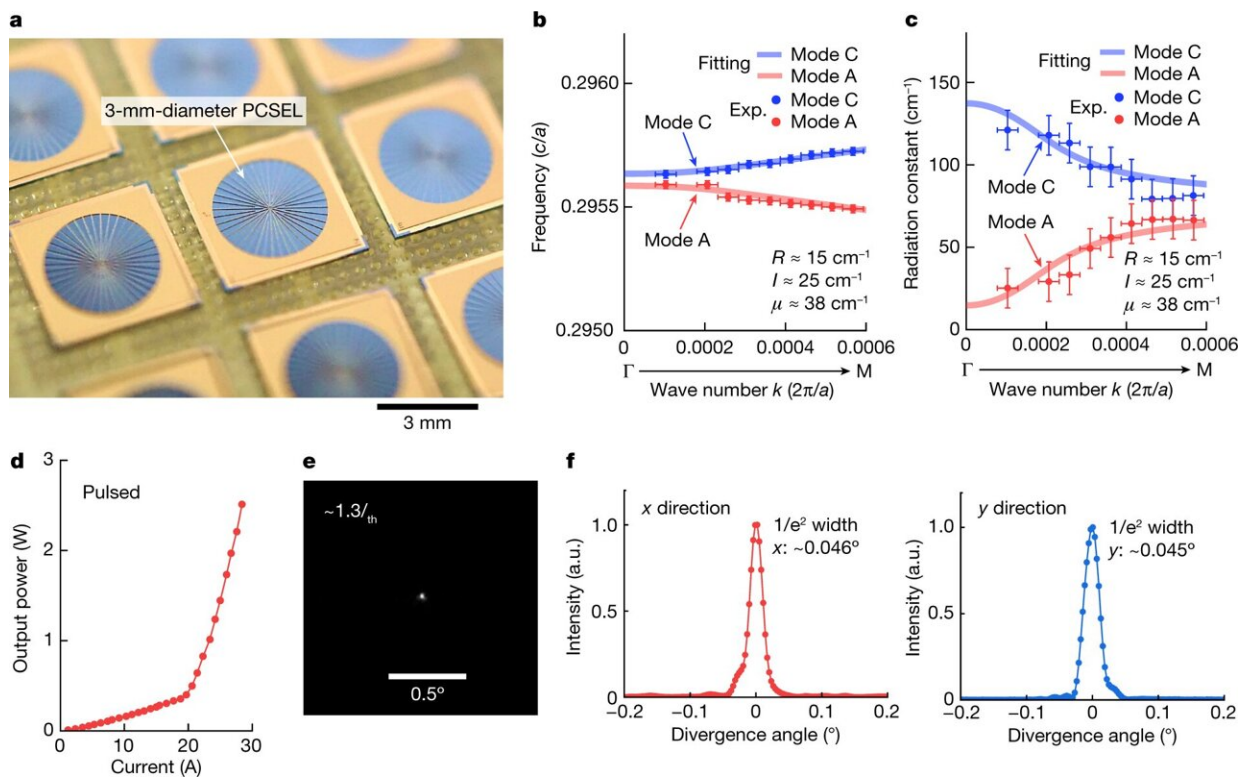 a
3-mm-diameter PCSEL
3 mm
b
Fitting
Mode C
Mode A
Exp.
Mode C
Mode A
0.2960
0.2955
0.2950
Frequency (c/a)
Mode C
Mode A
R ≈ 15 cm⁻¹
I ≈ 25 cm⁻¹
μ ≈ 38 cm⁻¹
0 0.0002 0.0004 0.0006
Γ M
Wave number k (2π/a)
c
Fitting
Mode C
Mode A
Exp.
Mode C
Mode A
150
100
50
0
Radiation constant (cm⁻¹)
Mode C
Mode A
R ≈ 15 cm⁻¹
I ≈ 25 cm⁻¹
μ ≈ 38 cm⁻¹
0 0.0002 0.0004 0.0006
Γ M
Wave number k (2π/a)
d
Pulsed
3
2
1
0
Output power (W)
0 10 20 30
Current (A)
e
~1.3/th
0.5°
f
x direction
1/e² width
x: ~0.046°
1.0
0.5
0
Intensity (a.u.)
−0.2 −0.1 0 0.1 0.2
Divergence angle (°)
y direction
1/e² width
y: ~0.045°
1.0
0.5
0
Intensity (a.u.)
−0.2 −0.1 0 0.1 0.2
Divergence angle (°)